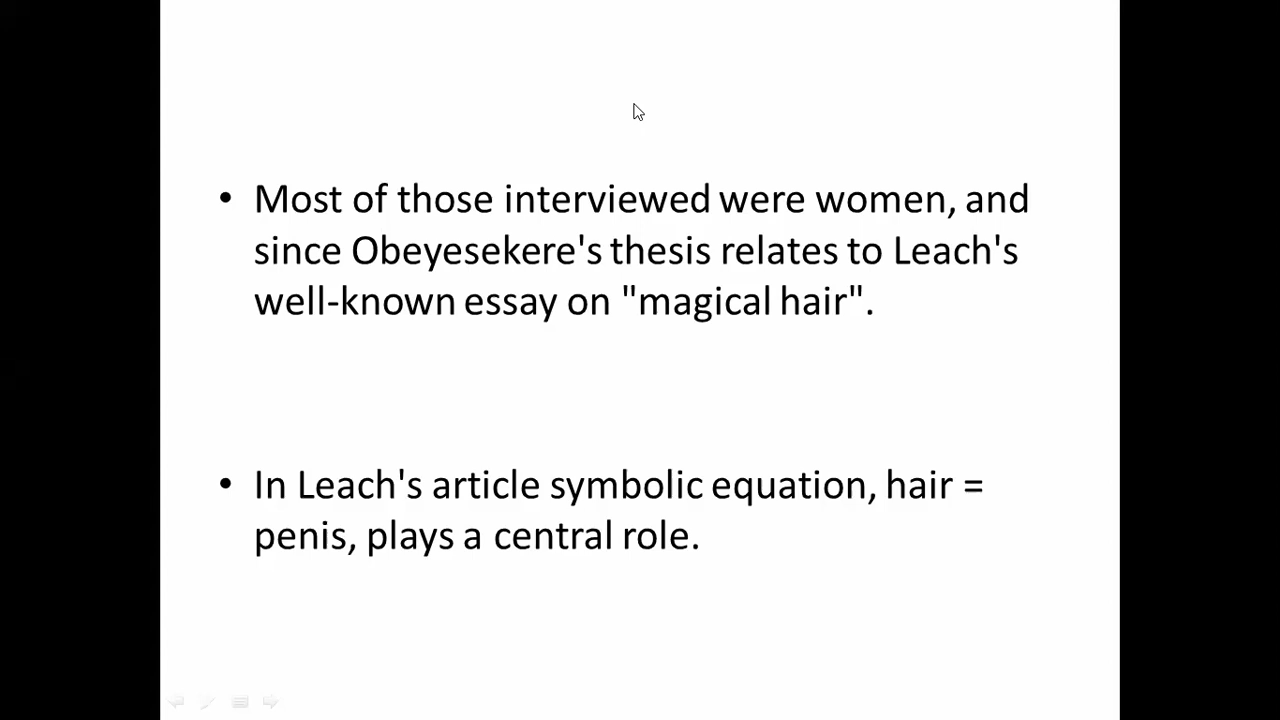 • Most of those interviewed were women, and
since Obeyesekere's thesis relates to Leach's
well-known essay on "magical hair".
• In Leach's article symbolic equation, hair =
penis, plays a central role.